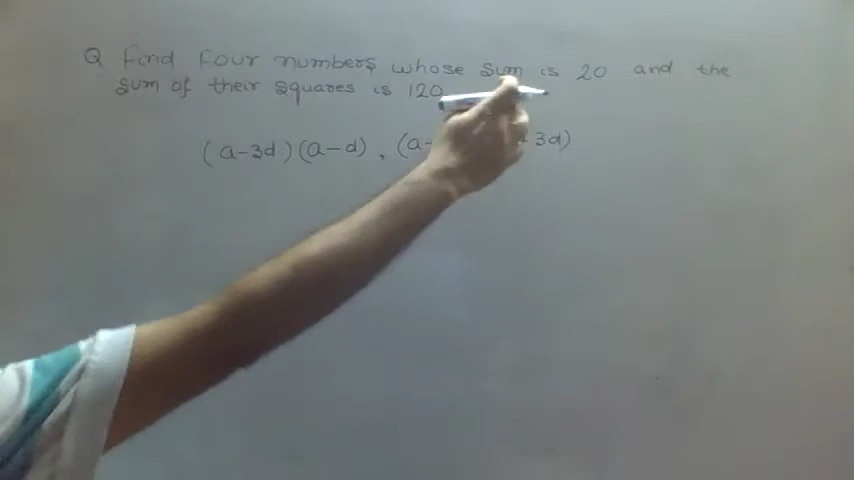 Q Find Four numbers whose sum is 20 and the
sum of their squares is 120
(a-3d)(a-d), (a- 3d)